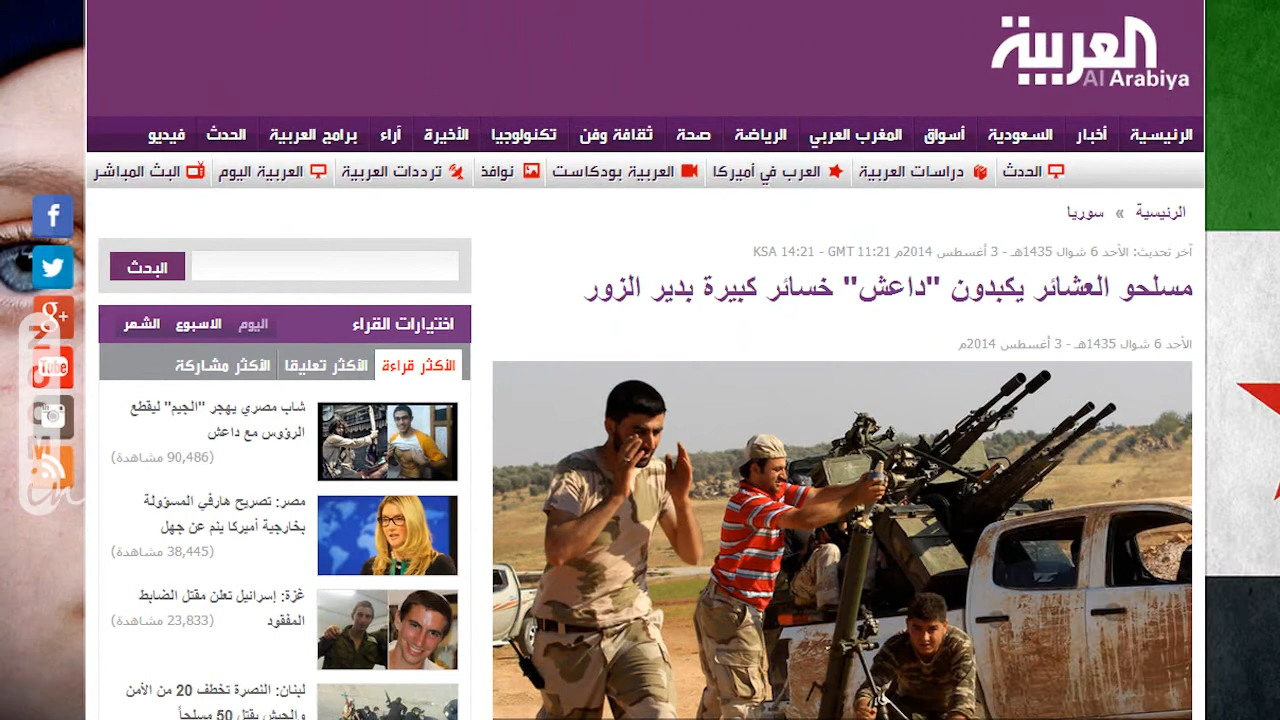 العربية
Al Arabiya
الرئيسية أخبار السعودية أسواق المغرب العربي الرياضة صحة ثقافة وفن تكنولوجيا الأخيرة آراء برامج العربية الحدث فيديو
الحدث دراسات العربية العرب في أميركا العربية بودكاست نوافذ ترددات العربية العربية اليوم البث المباشر
الرئيسية » سوريا
آخر تحديث: الأحد 6 شوال 1435هـ - 3 أغسطس 2014م KSA 14:21 - GMT 11:21
مسلحو العشائر يكبدون "داعش" خسائر كبيرة بدير الزور
الأحد 6 شوال 1435هـ - 3 أغسطس 2014م
البحث
اختيارات القراء اليوم الاسبوع الشهر
الأكثر قراءة الأكثر تعليقا الأكثر مشاركة
شاب مصري يهجر "الجيم" ليقطع
الرؤوس مع داعش
(90,486 مشاهدة)
مصر: تصريح هارفي المسؤولة
بخارجية أميركا ينم عن جهل
(38,445 مشاهدة)
غزة: إسرائيل تعلن مقتل الضابط
المفقود
(23,833 مشاهدة)
لبنان: النصرة تخطف 20 من الأمن
والجيش يقتل 50 مسلحاً
f
g+
Tube
in